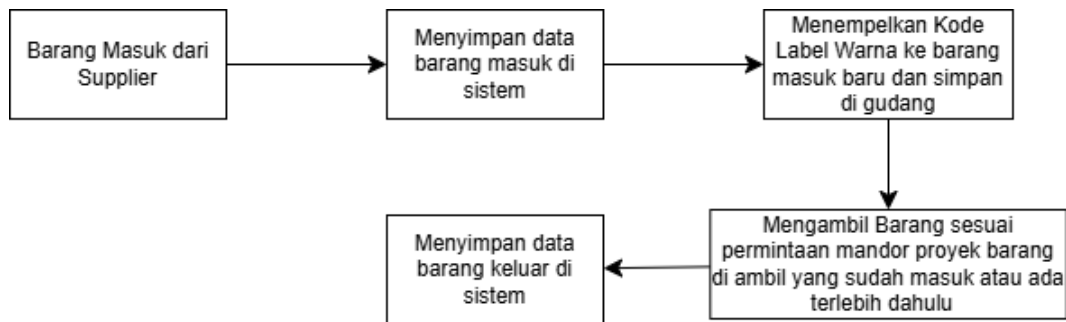 Barang Masuk dari
Supplier
Menyimpan data
barang masuk di
sistem
Menempelkan Kode
Label Warna ke barang
masuk baru dan simpan
di gudang
Mengambil Barang sesuai
permintaan mandor proyek barang
di ambil yang sudah masuk atau ada
terlebih dahulu
Menyimpan data
barang keluar di
sistem